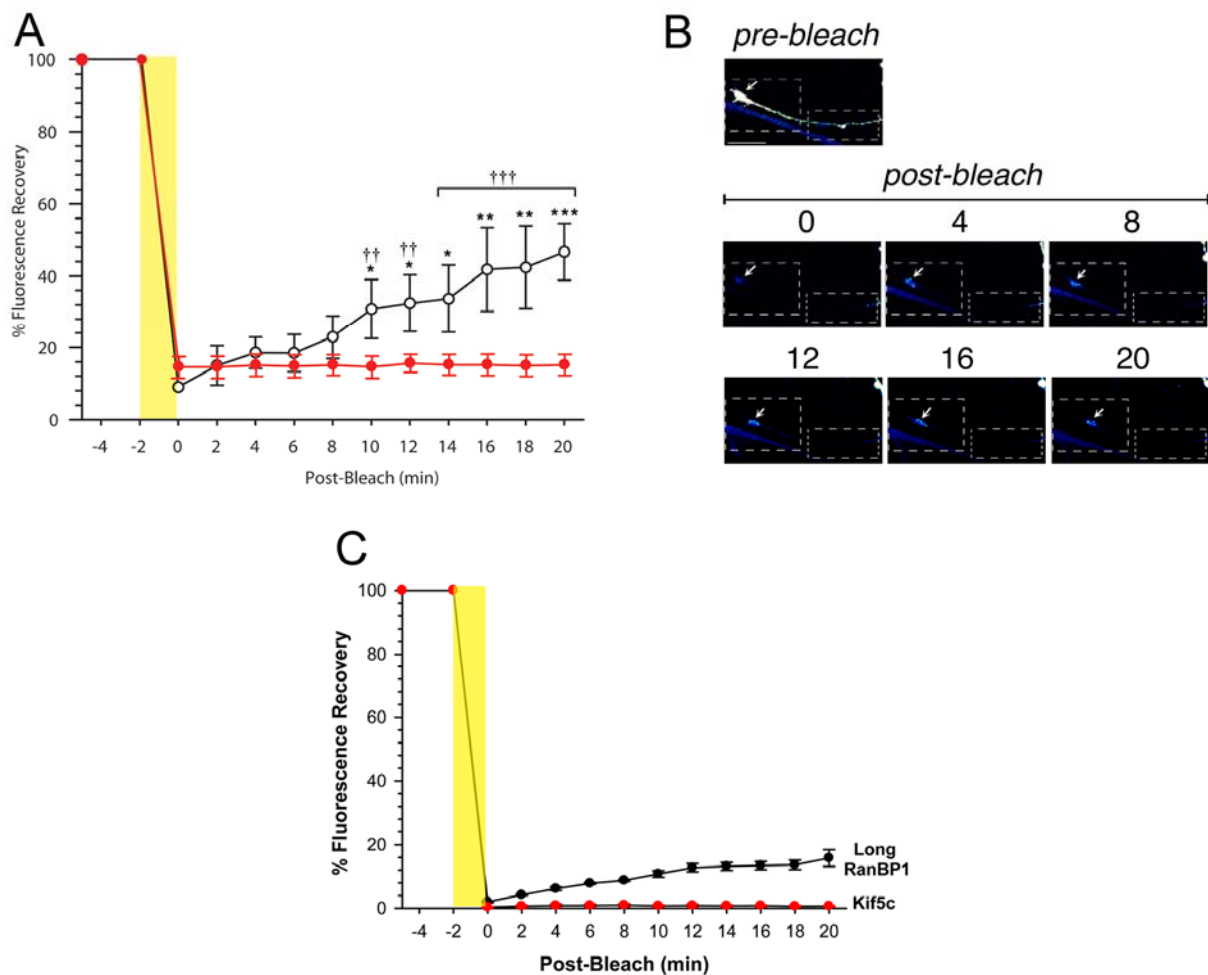 A
100
80
60
40
20
0
% Fluorescence Recovery
†††
††
††
*
*
*
**
**
***
-4 -2 0 2 4 6 8 10 12 14 16 18 20
Post-Bleach (min)
B
pre-bleach
post-bleach
0 4 8
12 16 20
C
100
80
60
40
20
0
% Fluorescence Recovery
Long
RanBP1
Kif5c
-4 -2 0 2 4 6 8 10 12 14 16 18 20
Post-Bleach (min)